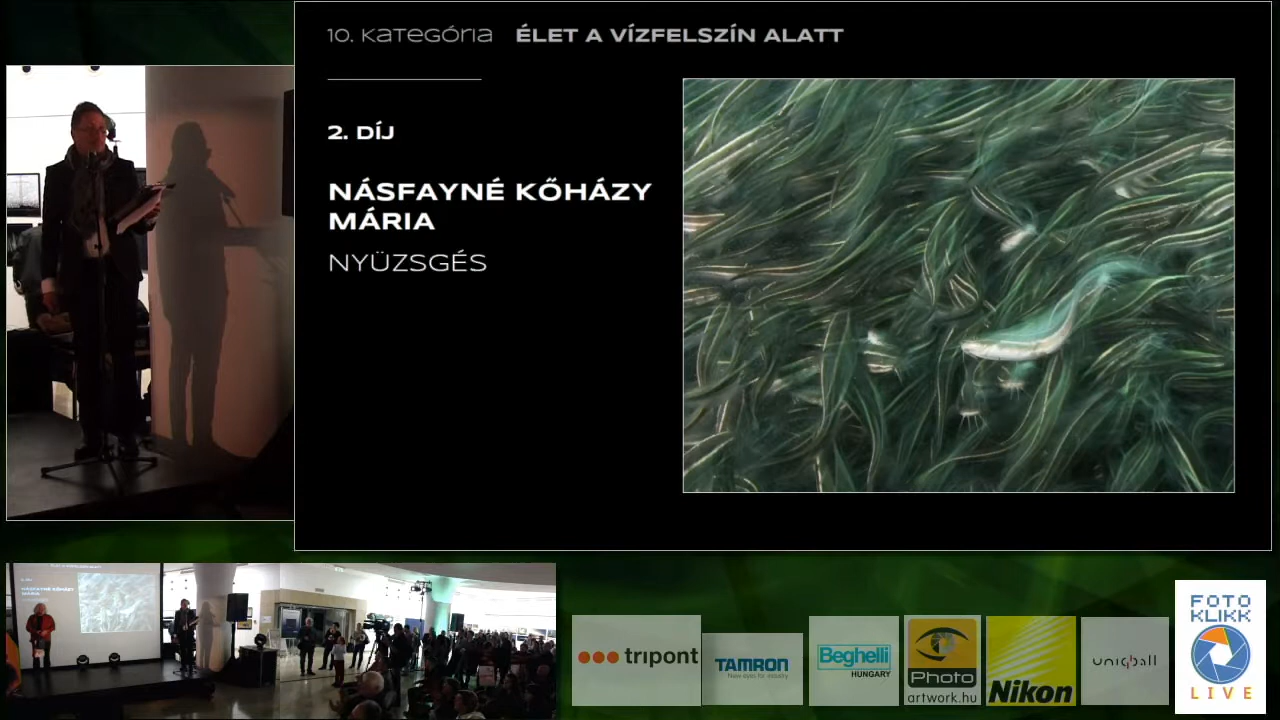 10. KATEGÓRIA ÉLET A VÍZFELSZÍN ALATT
2. DÍJ
NÁSFAYNÉ KŐHÁZY
MÁRIA
NYÜZSGÉS
tripont
TAMRON
New eyes for industry
Beghelli
HUNGARY
Photo
artwork.hu
Nikon
uniqball
FOTO
KLIKK
LIVE